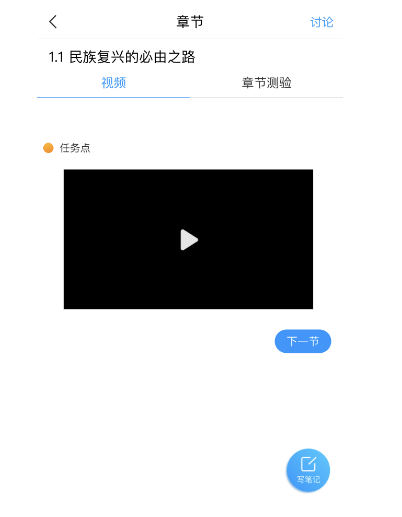 章节
讨论
1.1 民族复兴的必由之路
视频
章节测验
任务点
下一节
写笔记